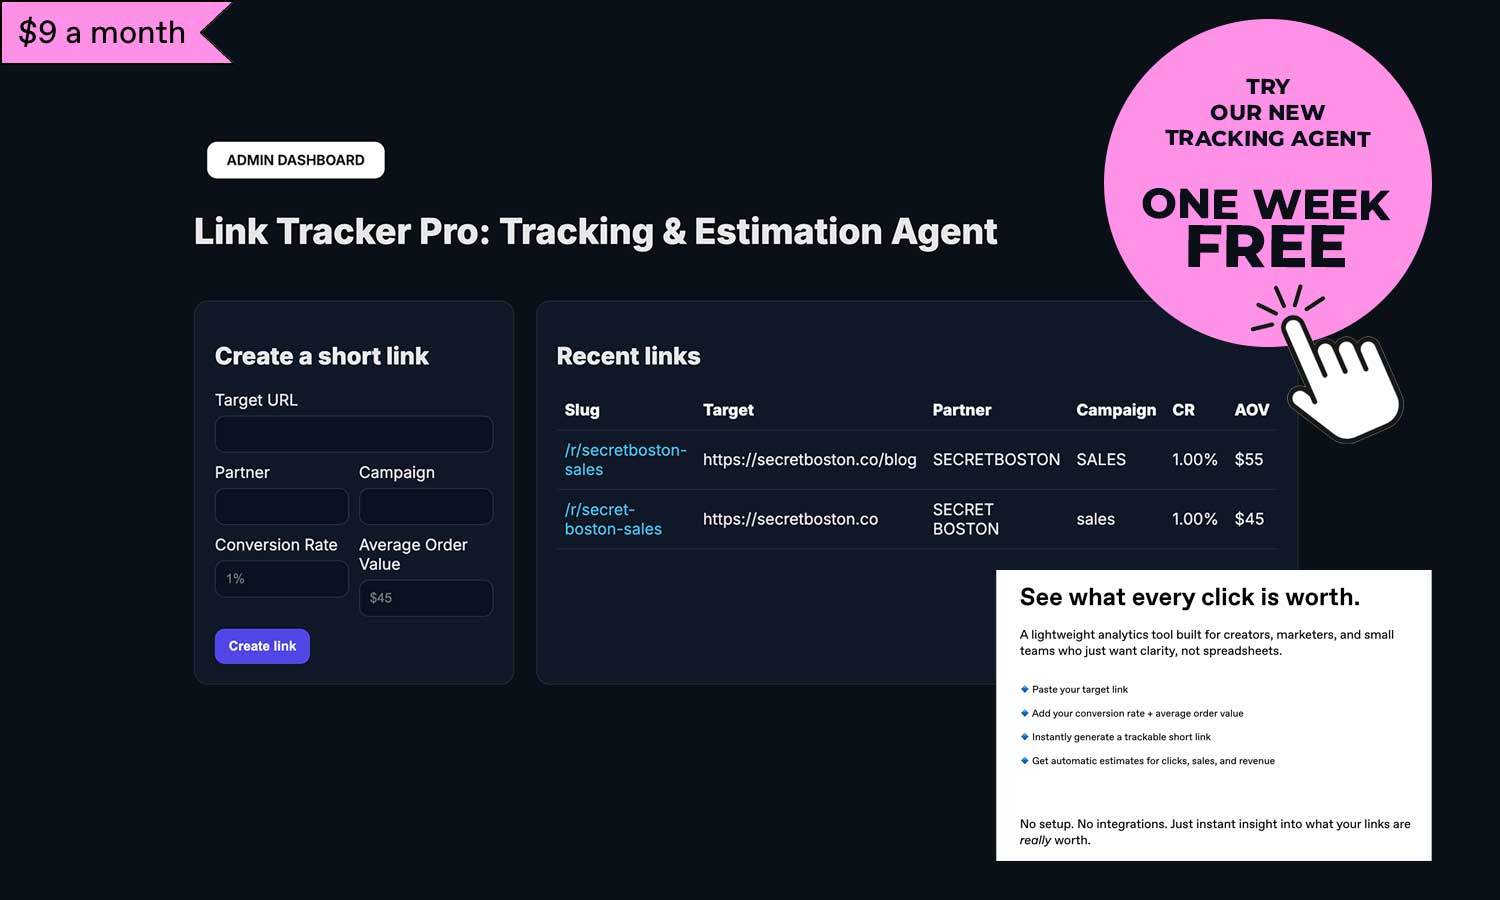 $9 a month
TRY
OUR NEW
TRACKING AGENT
ONE WEEK
FREE
ADMIN DASHBOARD
Link Tracker Pro: Tracking & Estimation Agent
Create a short link
Target URL
Partner
Campaign
Conversion Rate
Average Order
Value
1%
$45
Create link
Recent links
Slug Target Partner Campaign CR AOV
/r/secretboston-
sales
https://secretboston.co/blog SECRETBOSTON SALES 1.00% $55
/r/secret-
boston-sales
https://secretboston.co
SECRET
BOSTON
sales 1.00% $45
See what every click is worth.
A lightweight analytics tool built for creators, marketers, and small
teams who just want clarity, not spreadsheets.
Paste your target link
Add your conversion rate + average order value
Instantly generate a trackable short link
Get automatic estimates for clicks, sales, and revenue
No setup. No integrations. Just instant insight into what your links are
really worth.